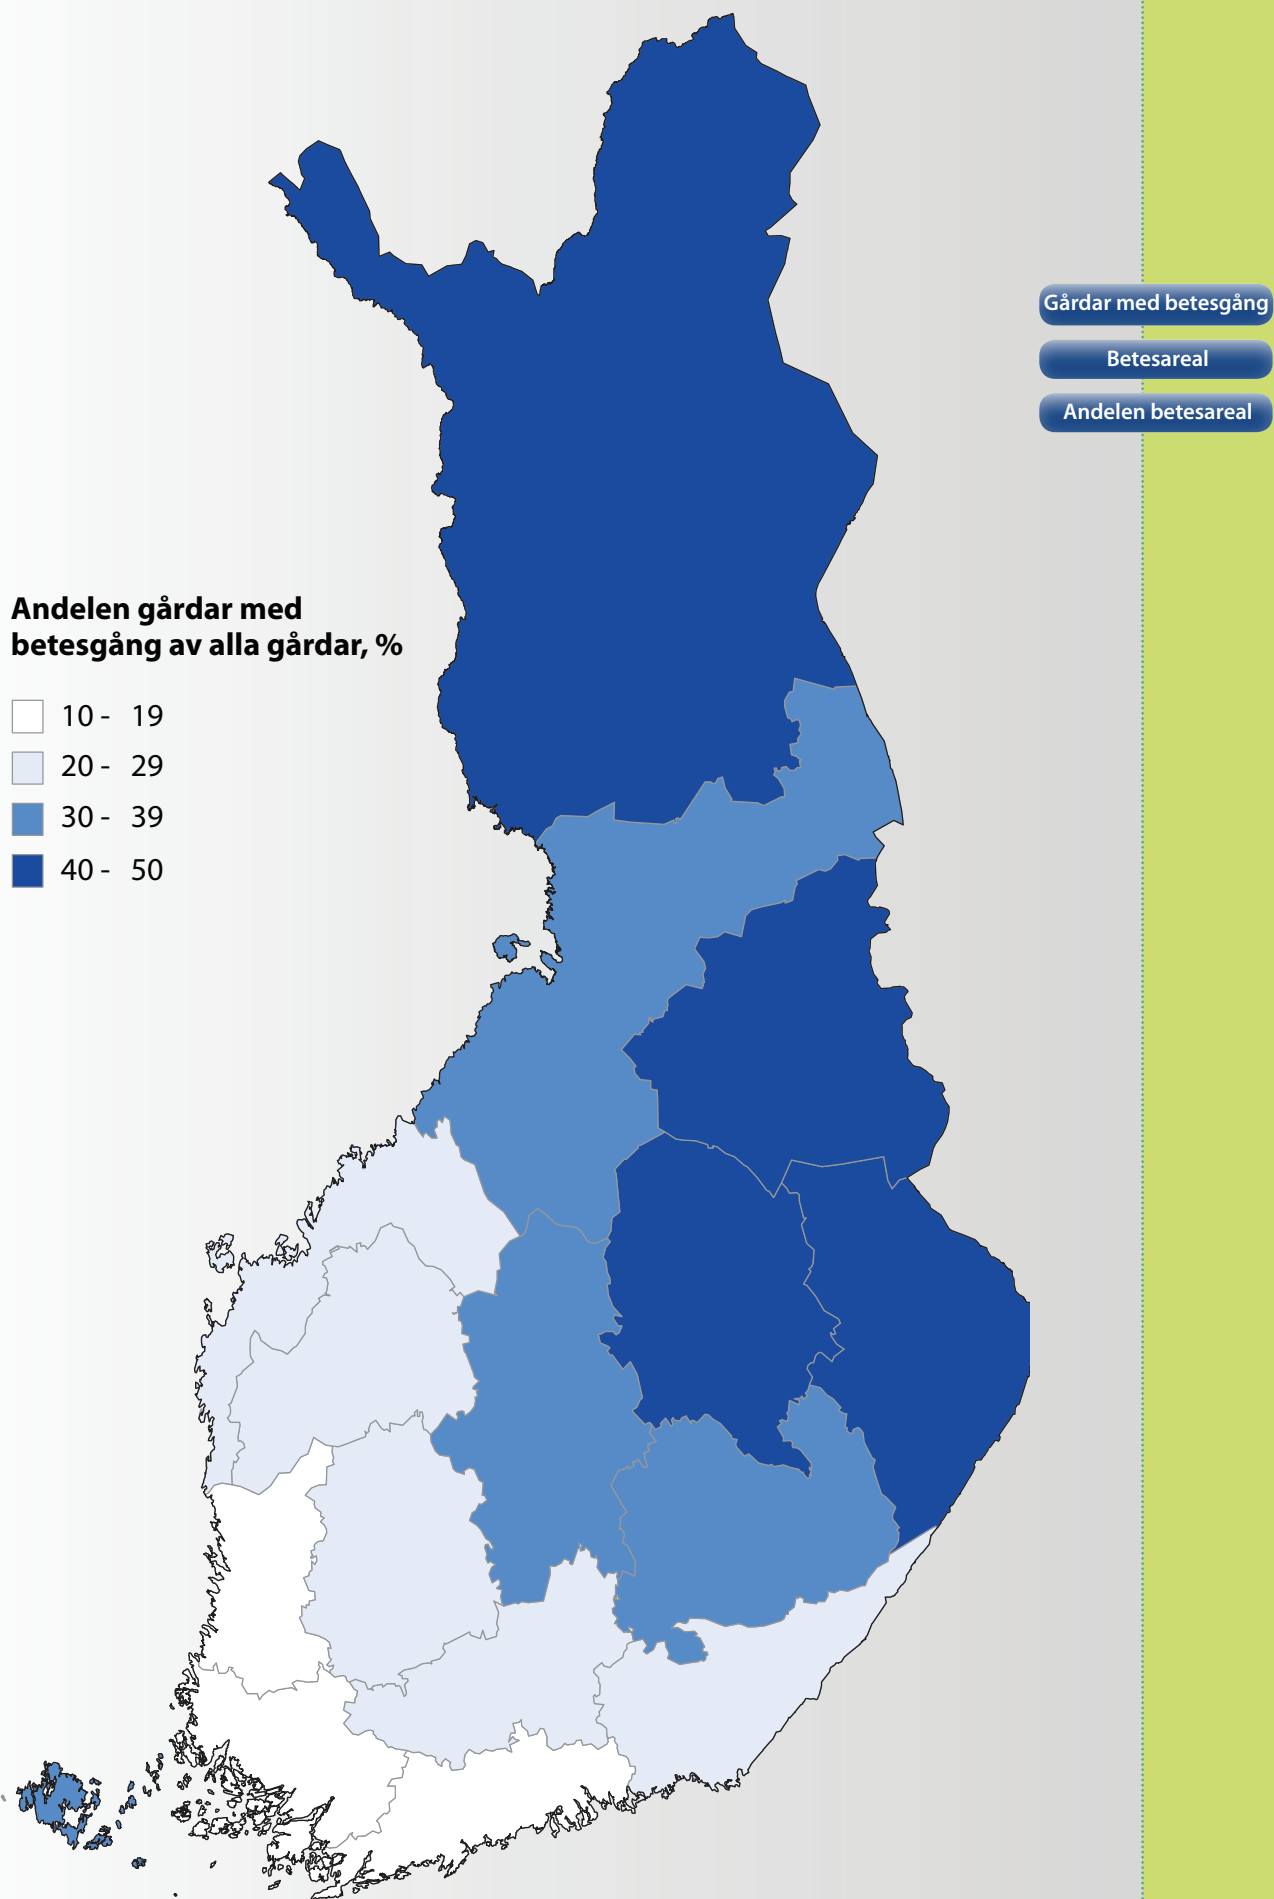 Gårdar med betesgång
Betesareal
Andelen betesareal
Andelen gårdar med
betesgång av alla gårdar, %
10 - 19
20 - 29
30 - 39
40 - 50